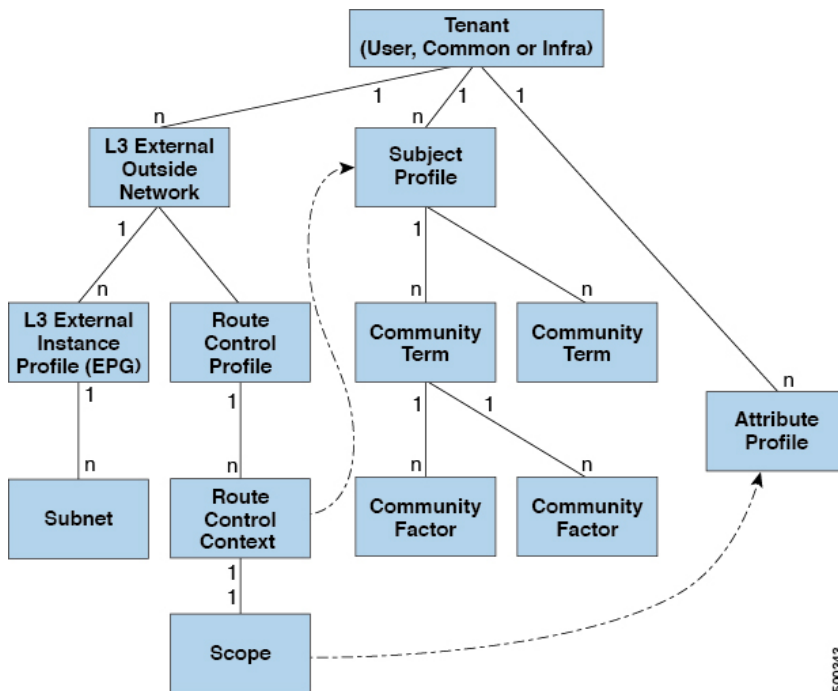 Tenant
(User, Common or Infra)
1
1
1
n
n
L3 External
Outside
Network
Subject
Profile
1
1
n
n
n
n
L3 External
Instance
Profile (EPG)
Route
Control
Profile
Community
Term
Community
Term
n
Attribute
Profile
1
1
1
1
n
n
n
n
Subnet
Route
Control
Context
Community
Factor
Community
Factor
1
1
Scope
500343